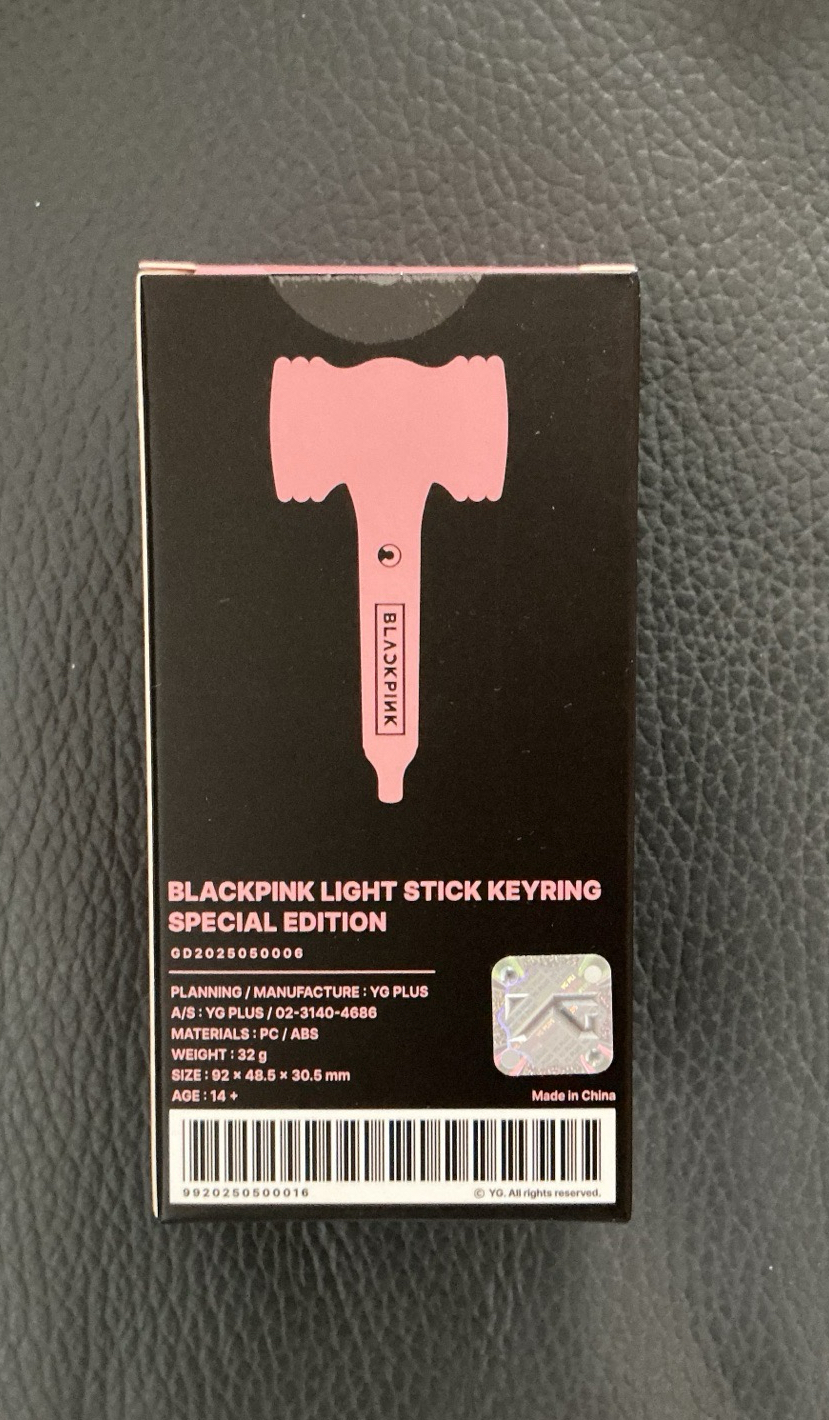 BLACKPINK
BLACKPINK LIGHT STICK KEYRING
SPECIAL EDITION
GD2025050006
PLANNING / MANUFACTURE : YG PLUS
A/S : YG PLUS / 02-3140-4686
MATERIALS : PC / ABS
WEIGHT : 32 g
SIZE : 92 × 48.5 × 30.5 mm
AGE : 14 +
YG
Made in China
9920250500016
© YG. All rights reserved.